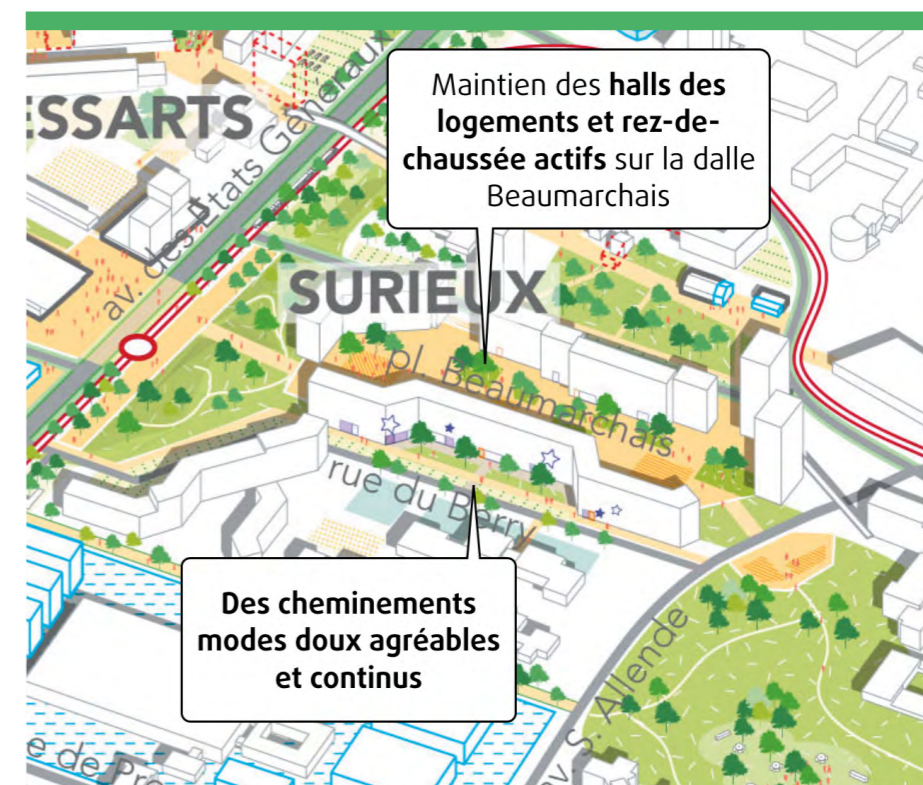 Maintien des halls des
logements et rez-de-
chaussée actifs sur la dalle
Beaumarchais
ESSARTS
av. des États Généraux
SURIEUX
pl. Beaumarchais
rue du Berry
Des cheminements
modes doux agréables
et continus
av. S. Allende